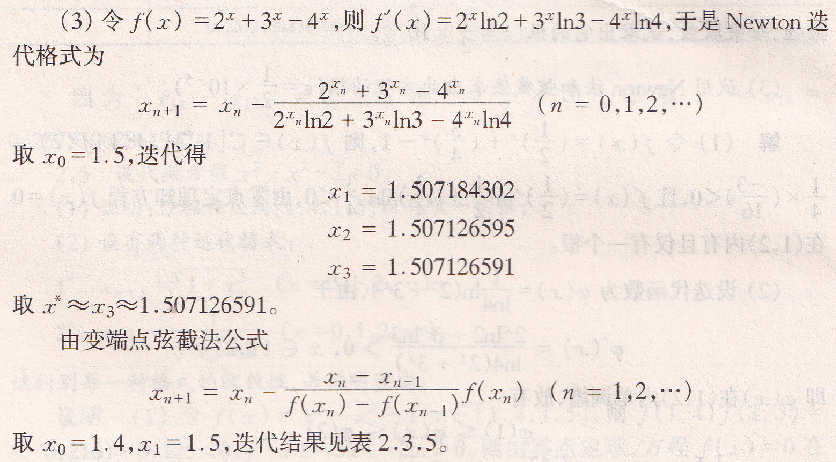 (3) 令 f(x) = 2^x + 3^x - 4^x, 则 f′(x) = 2^x ln2 + 3^x ln3 - 4^x ln4, 于是 Newton 迭
代格式为
x_{n+1} = x_n - \frac{2^{x_n} + 3^{x_n} - 4^{x_n}}{2^{x_n} ln2 + 3^{x_n} ln3 - 4^{x_n} ln4} (n = 0,1,2,⋯)
取 x_0 = 1.5, 迭代得
x_1 = 1.507184302
x_2 = 1.507126595
x_3 = 1.507126591
取 x^* ≈ x_3 ≈ 1.507126591。
由变端点弦截法公式
x_{n+1} = x_n - \frac{x_n - x_{n-1}}{f(x_n) - f(x_{n-1})} f(x_n) (n = 1,2,⋯)
取 x_0 = 1.4, x_1 = 1.5, 迭代结果见表 2.3.5。